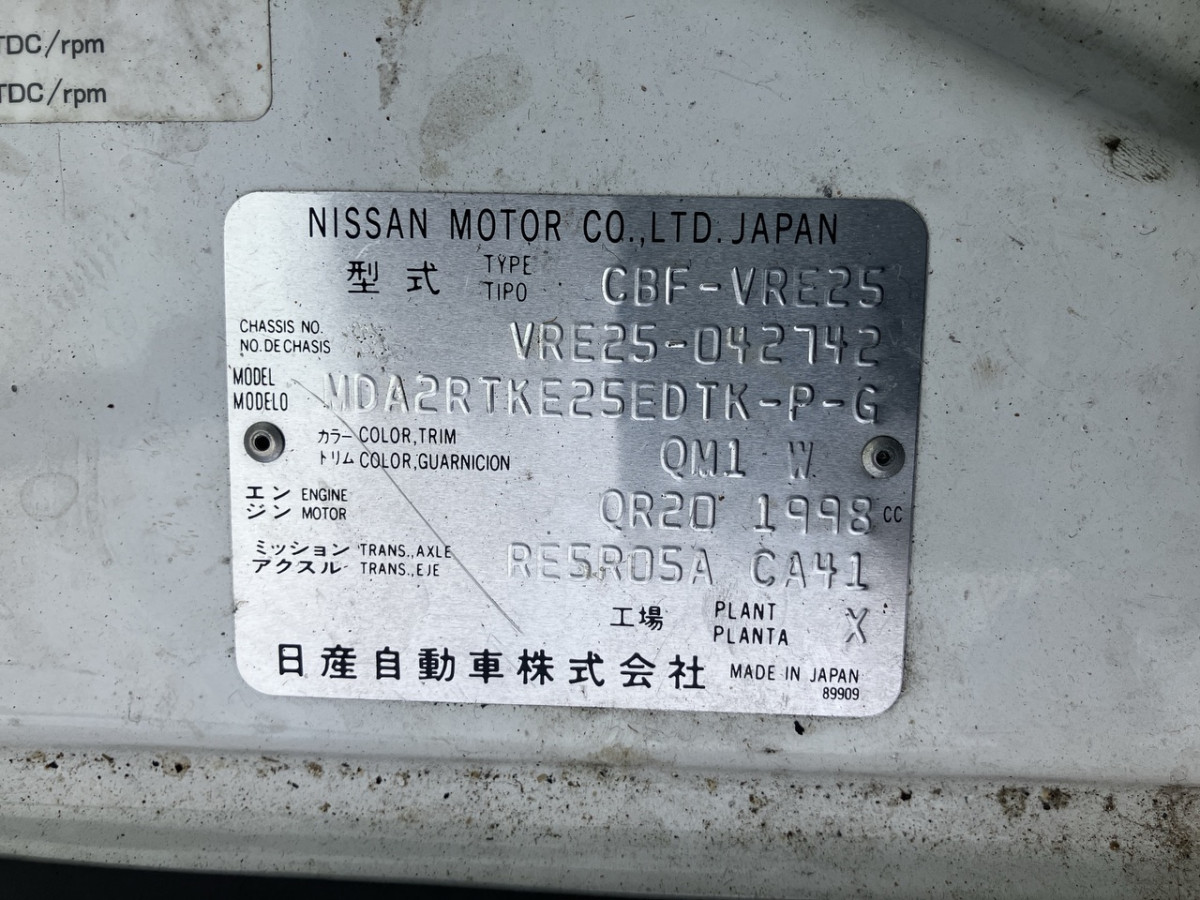 TDC/rpm
TDC/rpm
NISSAN MOTOR CO.,LTD. JAPAN
型式 TYPE TIPO CBF-VRE25
CHASSIS NO. NO. DE CHASIS VRE25-042742
MODEL MODELO MDA2RTKE25EDTK-P-G
カラー COLOR,TRIM
トリム COLOR,GUARNICION QM1 W
エンジン ENGINE MOTOR QR20 1998 CC
ミッション TRANS.,AXLE
アクスル TRANS.,EJE RE5R05A CA41
工場 PLANT PLANTA X
日産自動車株式会社 MADE IN JAPAN
89909